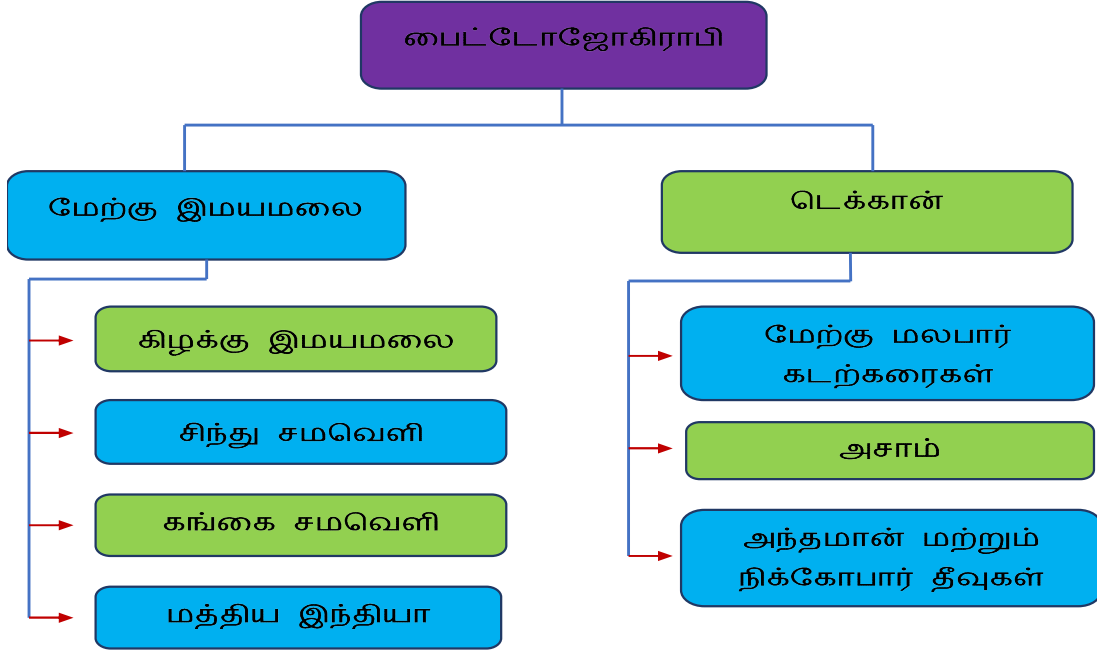 பைட்டோஜோகிராபி
மேற்கு இமயமலை
டெக்கான்
கிழக்கு இமயமலை
சிந்து சமவெளி
கங்கை சமவெளி
மத்திய இந்தியா
மேற்கு மலபார்
கடற்கரைகள்
அசாம்
அந்தமான் மற்றும்
நிக்கோபார் தீவுகள்